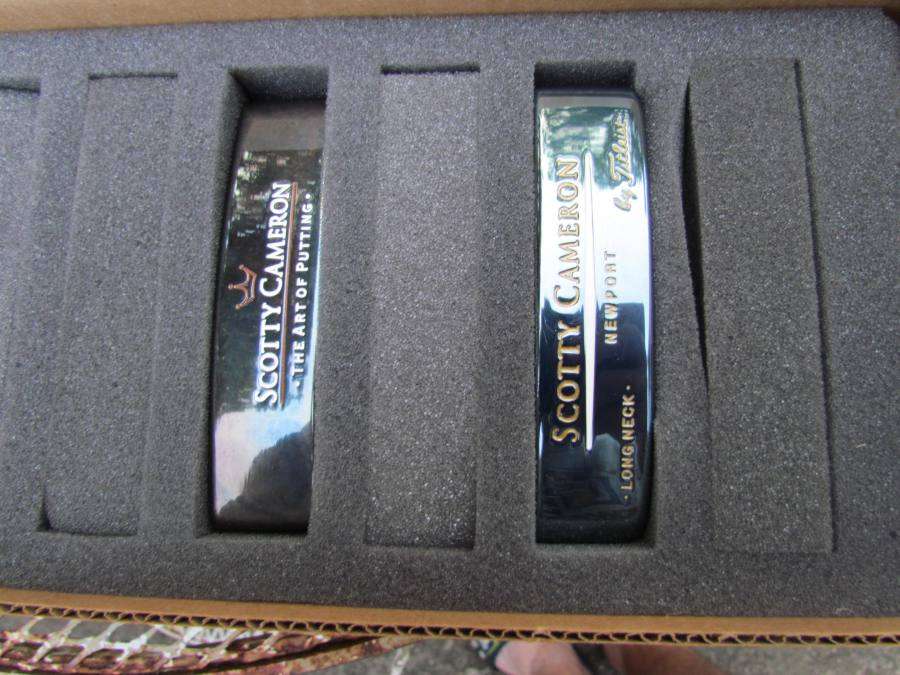 SCOTTY CAMERON
• THE ART OF PUTTING •
SCOTTY CAMERON
by Titleist
NEWPORT
• LONG NECK •